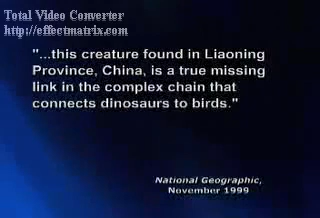 Total Video Converter
http://effectmatrix.com
"...this creature found in Liaoning
Province, China, is a true missing
link in the complex chain that
connects dinosaurs to birds."
National Geographic,
November 1999